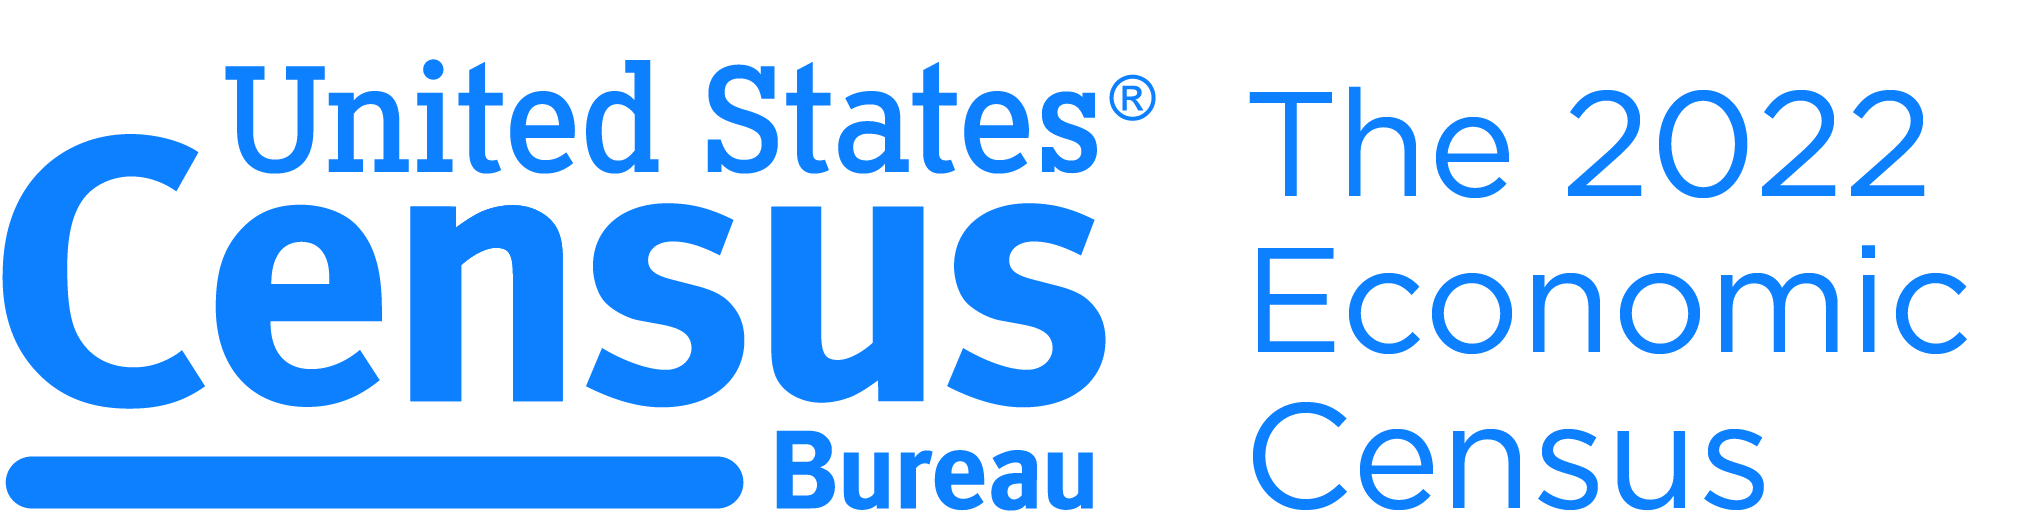 United States®
Census
Bureau
The 2022
Economic
Census